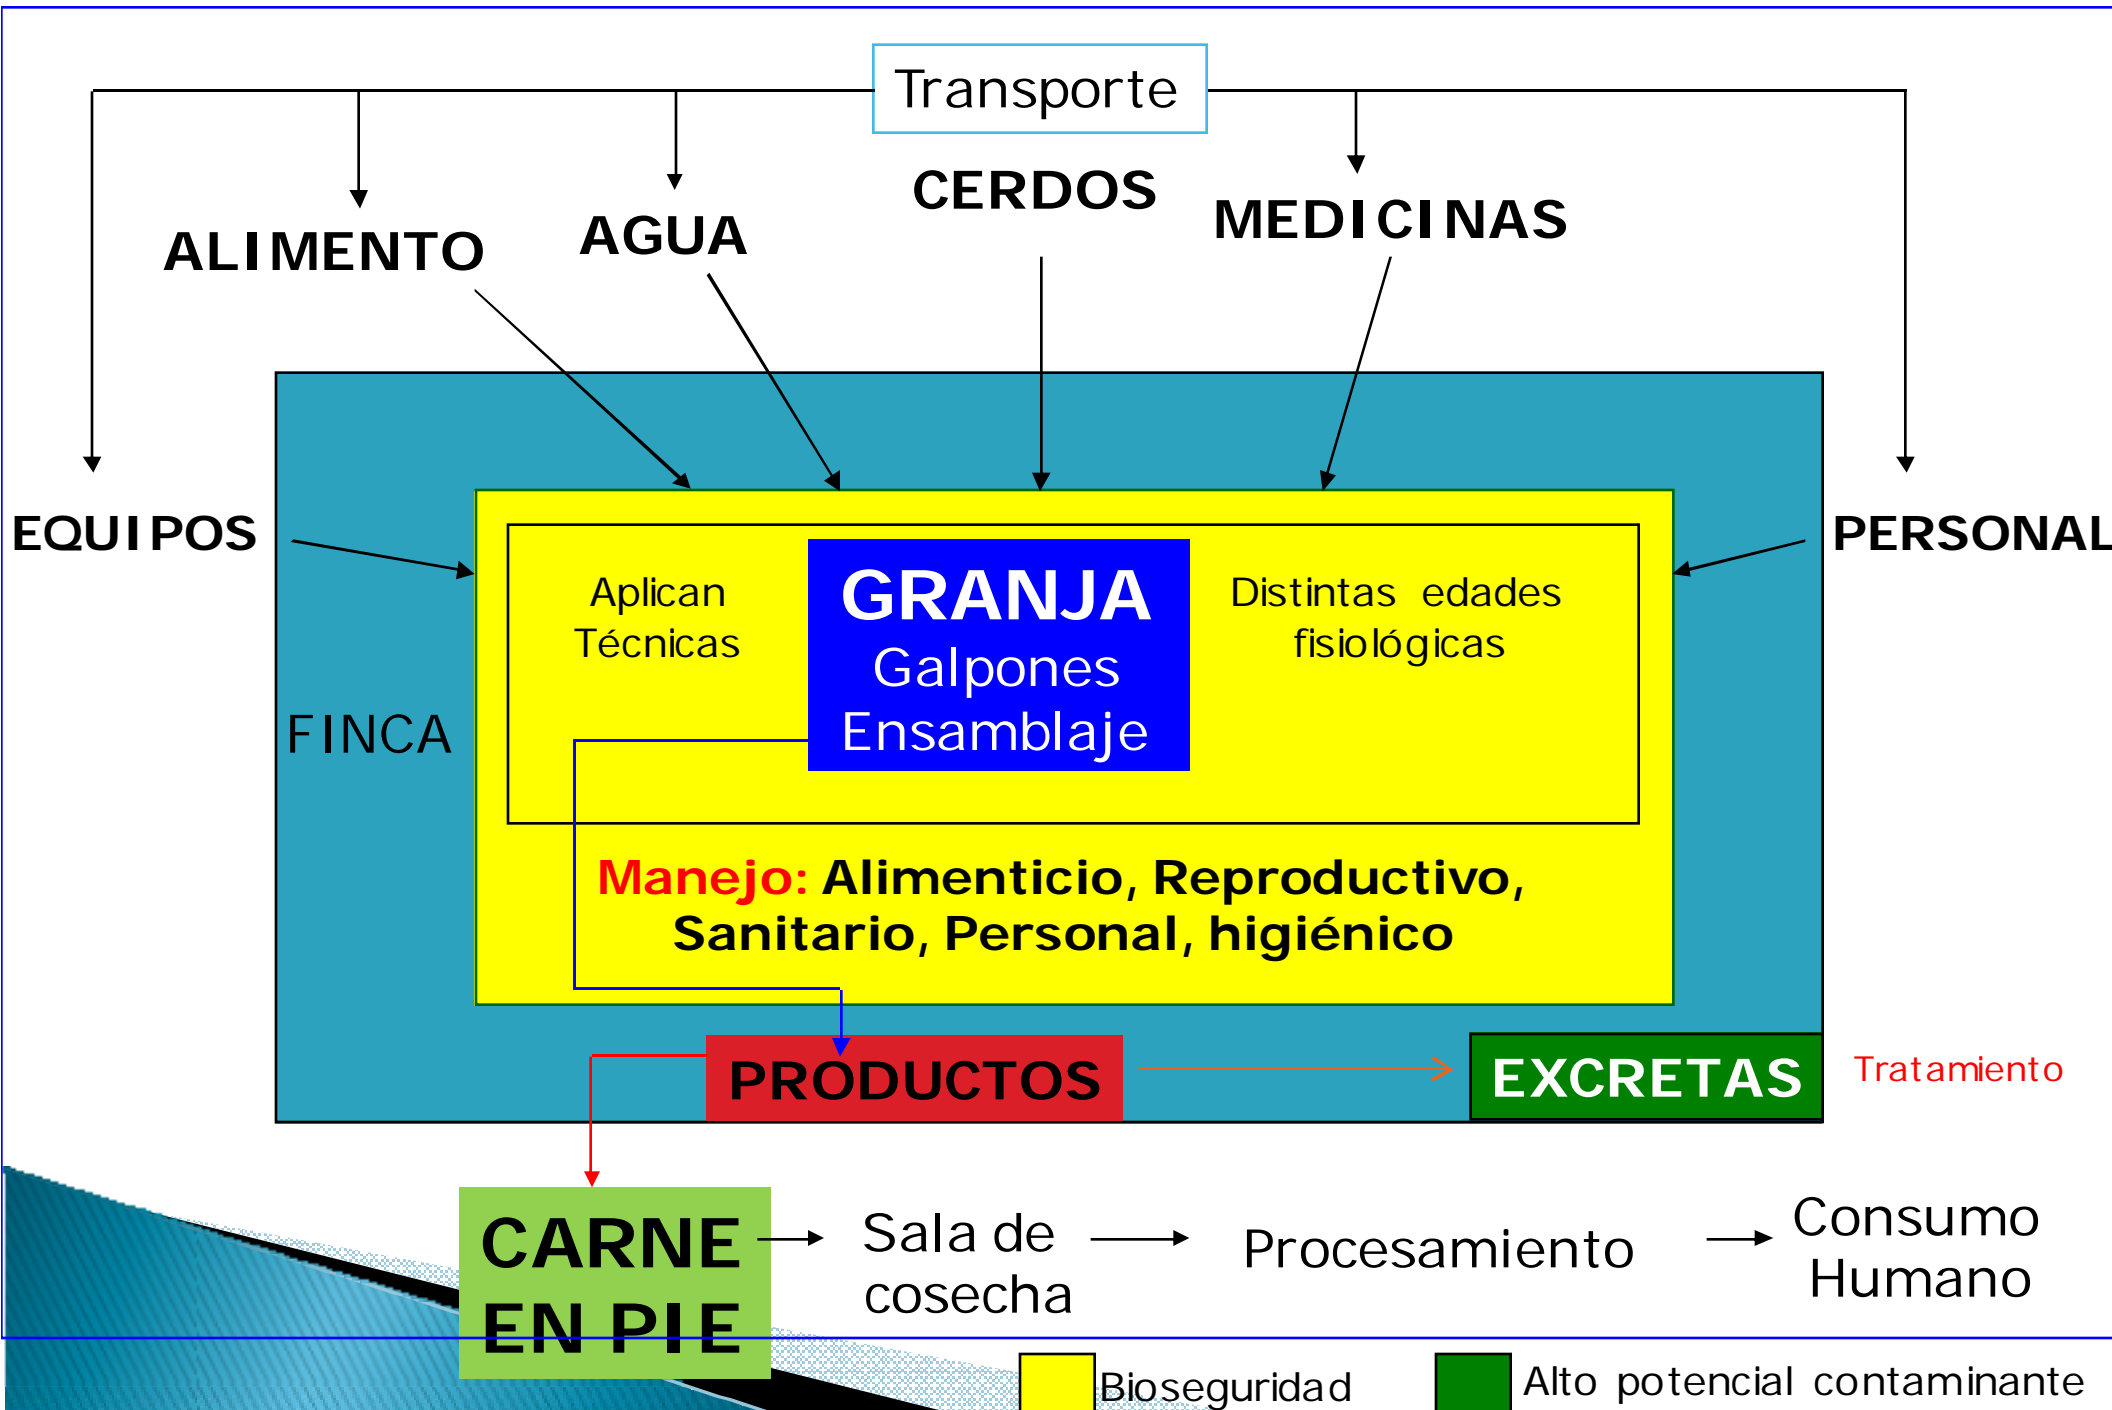 Transporte
CERDOS
MEDICINAS
AGUA
ALIMENTO
EQUIPOS
PERSONAL
Aplican
Técnicas
GRANJA
Galpones
Ensamblaje
Distintas edades
fisiológicas
FINCA
Manejo: Alimenticio, Reproductivo,
Sanitario, Personal, higiénico
PRODUCTOS
EXCRETAS
Tratamiento
CARNE
EN PIE
Sala de
cosecha
Procesamiento
Consumo
Humano
Bioseguridad
Alto potencial contaminante